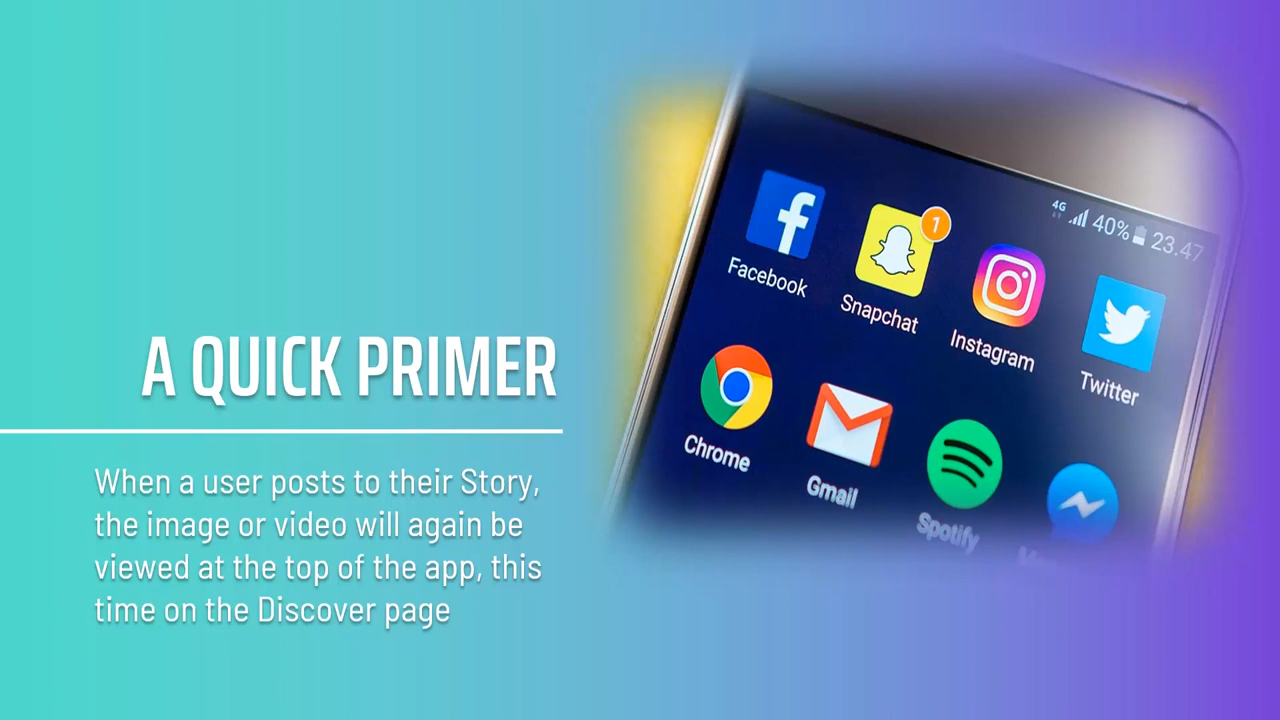 A QUICK PRIMER
When a user posts to their Story,
the image or video will again be
viewed at the top of the app, this
time on the Discover page
4G 40% 23.47
1
Facebook
Snapchat
Instagram
Twitter
Chrome
Gmail
Spotify